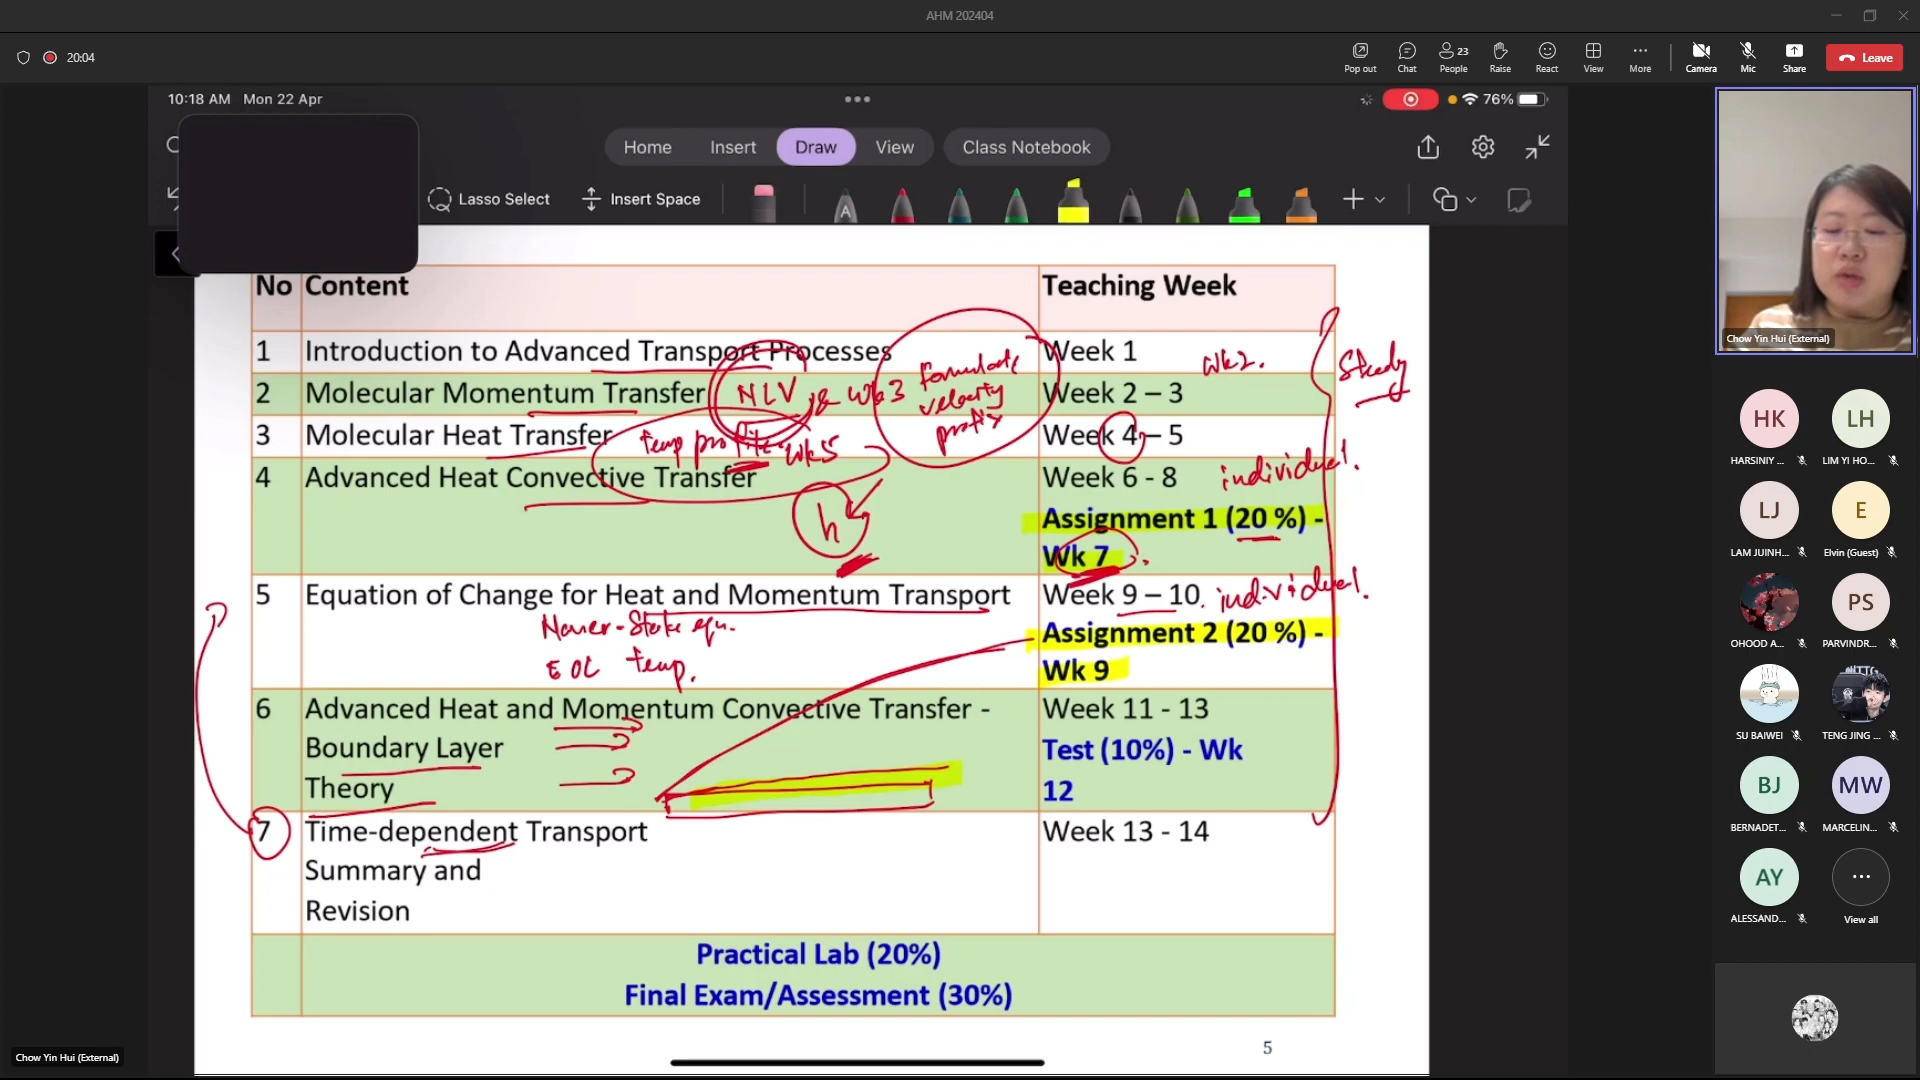 AHM 202404
20:04
Pop out
Chat
23
People
Raise
React
View
More
Camera
Mic
Share
Leave
10:18 AM Mon 22 Apr
76%
Home
Insert
Draw
View
Class Notebook
Lasso Select
Insert Space
A
No Content Teaching Week
1 Introduction to Advanced Transport Processes Week 1
Wk2.
study
2 Molecular Momentum Transfer Week 2 – 3
NLV & Wk3
formulate
velocity
profix
3 Molecular Heat Transfer Week 4 – 5
temp profile Wk5
4 Advanced Heat Convective Transfer Week 6 - 8
individual.
h
Assignment 1 (20 %) -
Wk 7
5 Equation of Change for Heat and Momentum Transport Week 9 – 10
individual.
Navier-Stoke equ.
EOC temp.
Assignment 2 (20 %) -
Wk 9
6 Advanced Heat and Momentum Convective Transfer - Week 11 - 13
Boundary Layer Test (10%) - Wk
Theory 12
7 Time-dependent Transport Week 13 - 14
Summary and
Revision
Practical Lab (20%)
Final Exam/Assessment (30%)
5
Chow Yin Hui (External)
Chow Yin Hui (External)
HK
HARSINIY ...
LH
LIM YI HO...
LJ
LAM JUINH...
E
Elvin (Guest)
OHOOD A...
PS
PARVINDR...
SU BAIWEI
TENG JING ...
BJ
BERNADET...
MW
MARCELIN...
AY
ALESSAND...
View all